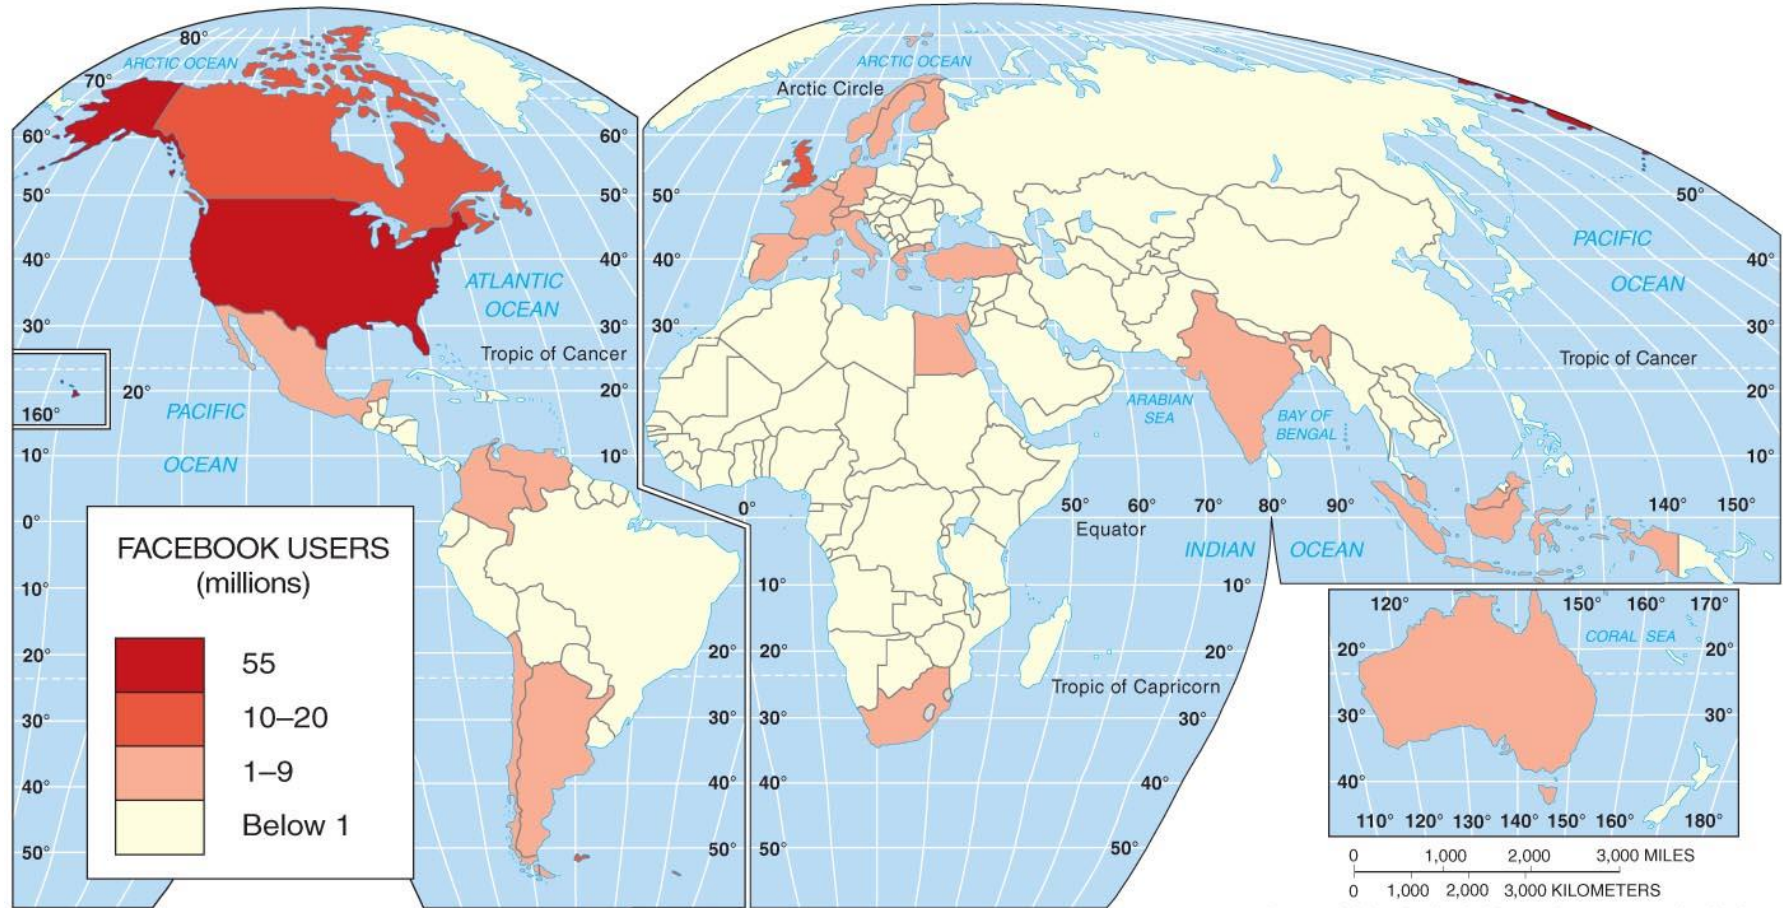 80°
ARCTIC OCEAN
70°
60°
60°
50°
50°
40°
40°
ATLANTIC
OCEAN
30°
30°
Tropic of Cancer
20°
20°
160°
PACIFIC
OCEAN
10°
10°
0°
10°
20°
20°
30°
30°
40°
40°
50°
50°
FACEBOOK USERS
(millions)
55
10–20
1–9
Below 1
ARCTIC OCEAN
Arctic Circle
50°
50°
PACIFIC
OCEAN
40°
40°
30°
30°
Tropic of Cancer
20°
ARABIAN
SEA
BAY OF
BENGAL
10°
0°
50°
60°
70°
80°
90°
140°
150°
Equator
INDIAN
OCEAN
10°
10°
20°
20°
Tropic of Capricorn
30°
30°
40°
40°
50°
50°
120°
150°
160°
170°
CORAL SEA
20°
20°
30°
30°
40°
110°
120°
130°
140°
150°
160°
180°
0 1,000 2,000 3,000 MILES
0 1,000 2,000 3,000 KILOMETERS